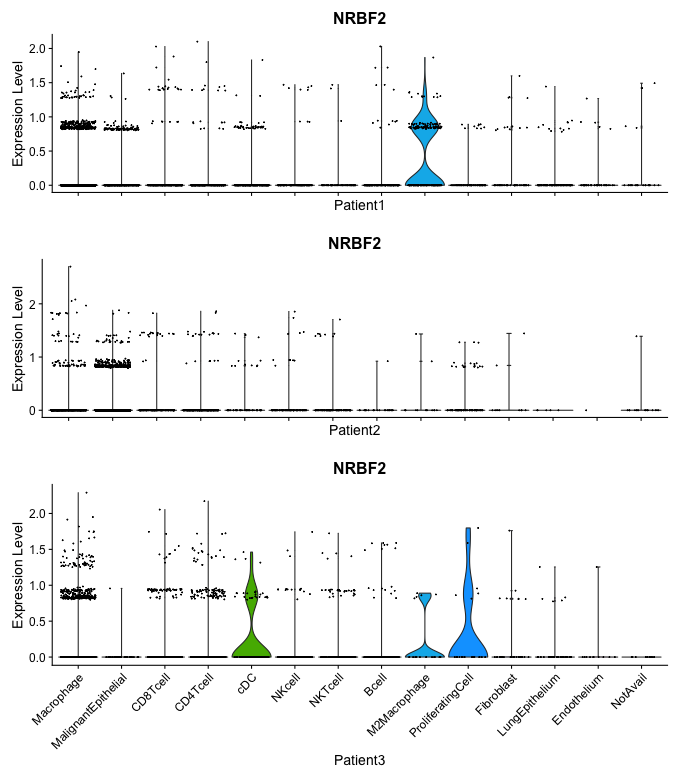 NRBF2
Expression Level
2.0
1.5
1.0
0.5
0.0
Patient1
NRBF2
Expression Level
2
1
0
Patient2
NRBF2
Expression Level
2.0
1.5
1.0
0.5
0.0
Macrophage
MalignantEpithelial
CD8Tcell
CD4Tcell
cDC
NKcell
NKTcell
Bcell
M2Macrophage
ProliferatingCell
Fibroblast
LungEpithelium
Endothelium
NotAvail
Patient3